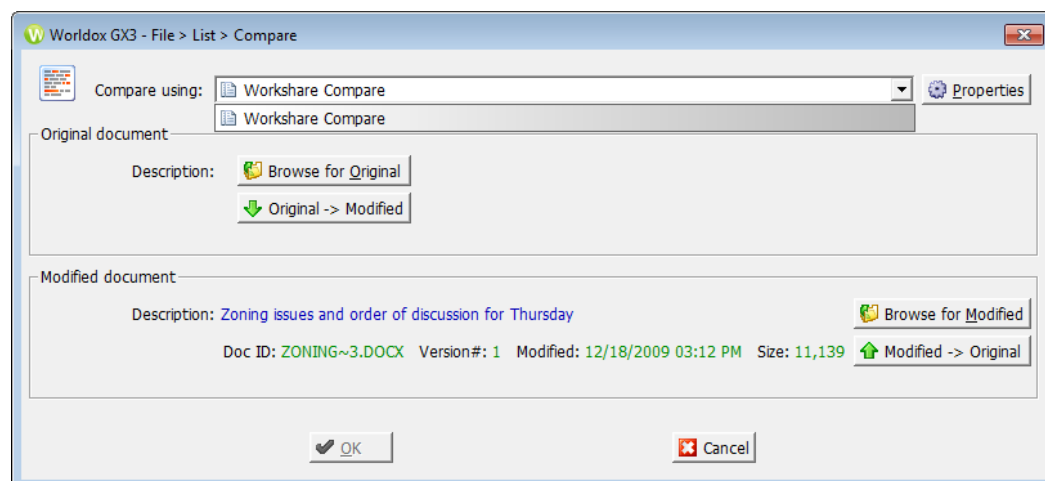 Worldox GX3 - File > List > Compare
Compare using: Workshare Compare Properties
Workshare Compare
Original document
Description: Browse for Original
Original -> Modified
Modified document
Description: Zoning issues and order of discussion for Thursday Browse for Modified
Doc ID: ZONING~3.DOCX Version#: 1 Modified: 12/18/2009 03:12 PM Size: 11,139 Modified -> Original
OK Cancel